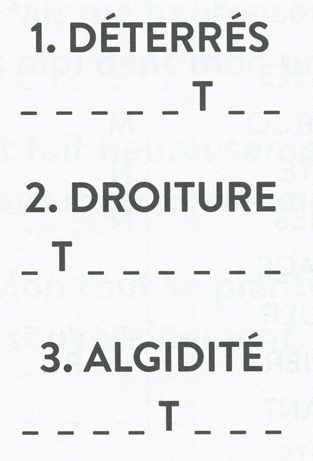 1. DÉTERRÉS
_ _ _ _ _ T _ _
2. DROITURE
_ T _ _ _ _ _ _
3. ALGIDITÉ
_ _ _ _ T _ _ _